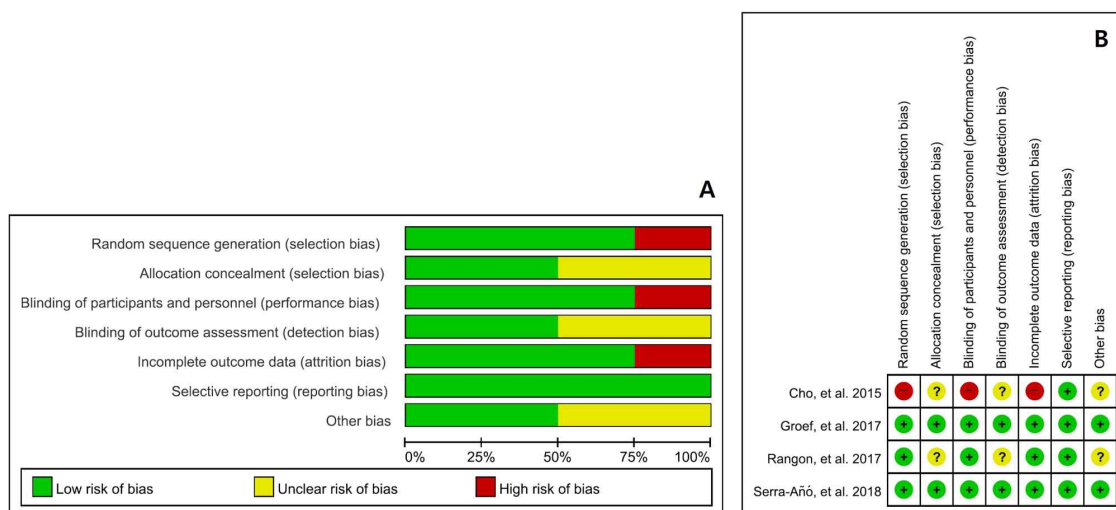 A
Random sequence generation (selection bias)
Allocation concealment (selection bias)
Blinding of participants and personnel (performance bias)
Blinding of outcome assessment (detection bias)
Incomplete outcome data (attrition bias)
Selective reporting (reporting bias)
Other bias
0% 25% 50% 75% 100%
Low risk of bias Unclear risk of bias High risk of bias
B
Random sequence generation (selection bias)
Allocation concealment (selection bias)
Blinding of participants and personnel (performance bias)
Blinding of outcome assessment (detection bias)
Incomplete outcome data (attrition bias)
Selective reporting (reporting bias)
Other bias
Cho, et al. 2015 - ? - ? - + ?
Groef, et al. 2017 + + + + + + +
Rangon, et al. 2017 + ? + ? + + ?
Serra-Añó, et al. 2018 + + + + + + +